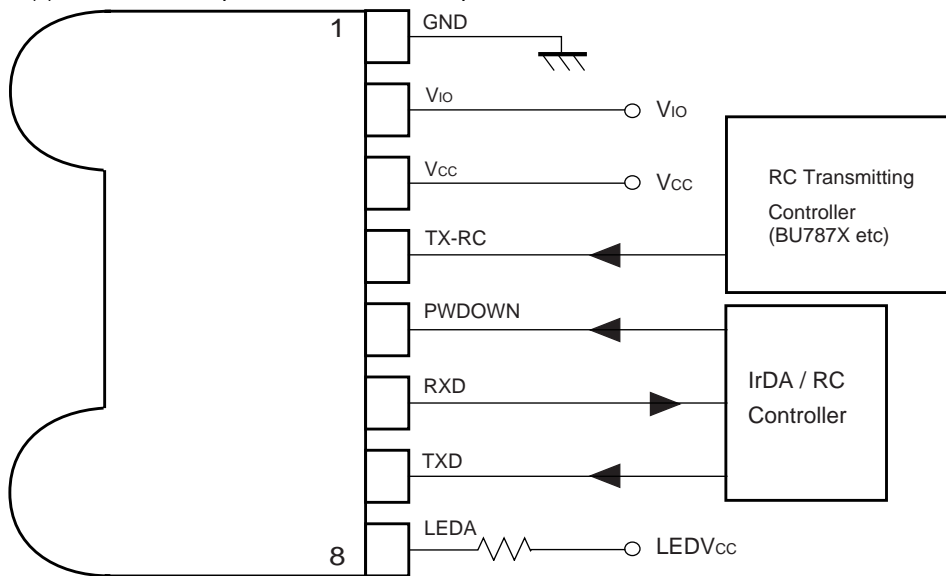 1
GND
VIO
VIO
VCC
VCC
TX-RC
PWDOWN
RXD
TXD
8
LEDA
LEDVCC
RC Transmitting
Controller
(BU787X etc)
IrDA / RC
Controller